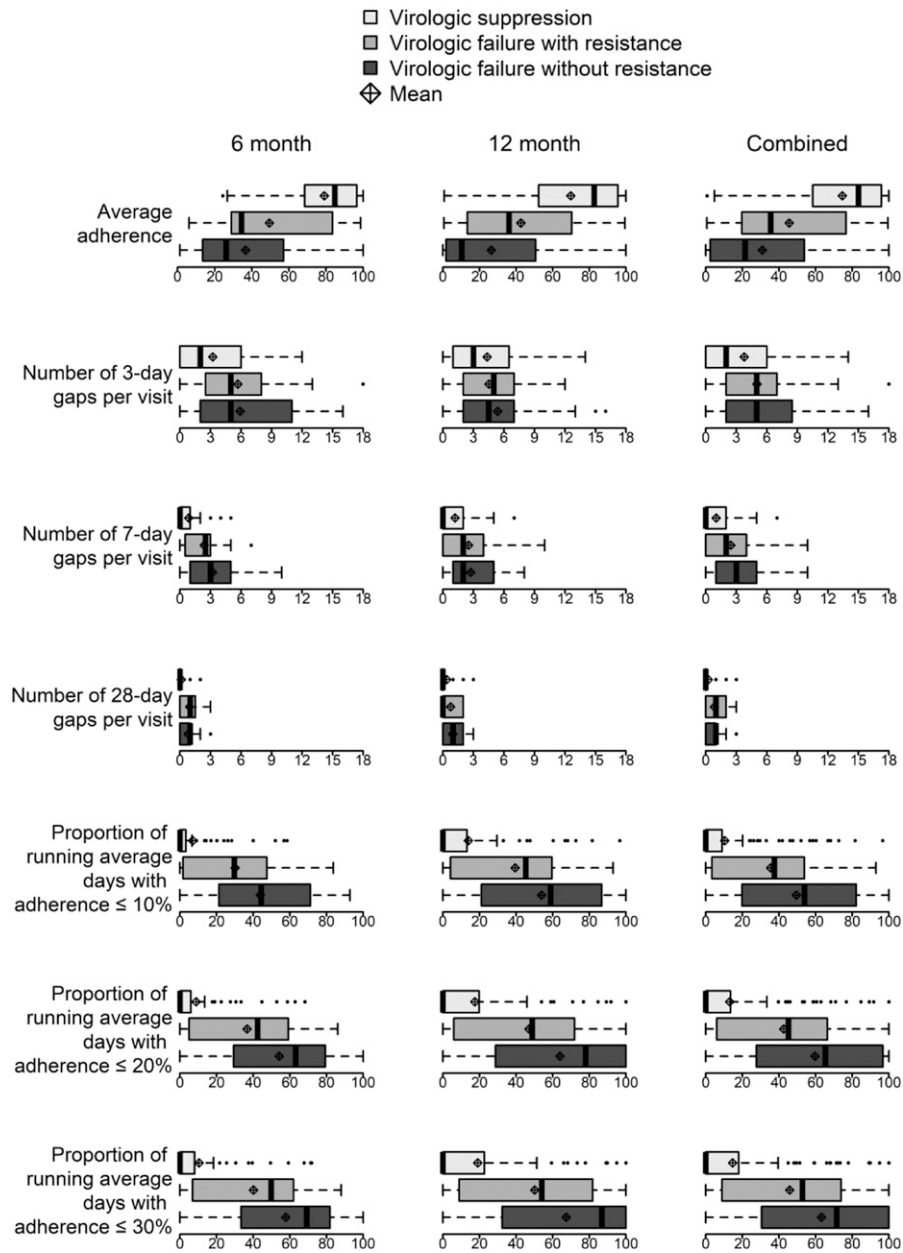 Virologic suppression
Virologic failure with resistance
Virologic failure without resistance
Mean
6 month
12 month
Combined
Average
adherence
0 20 40 60 80 100
0 20 40 60 80 100
0 20 40 60 80 100
Number of 3-day
gaps per visit
0 3 6 9 12 15 18
0 3 6 9 12 15 18
0 3 6 9 12 15 18
Number of 7-day
gaps per visit
0 3 6 9 12 15 18
0 3 6 9 12 15 18
0 3 6 9 12 15 18
Number of 28-day
gaps per visit
0 3 6 9 12 15 18
0 3 6 9 12 15 18
0 3 6 9 12 15 18
Proportion of
running average
days with
adherence ≤ 10%
0 20 40 60 80 100
0 20 40 60 80 100
0 20 40 60 80 100
Proportion of
running average
days with
adherence ≤ 20%
0 20 40 60 80 100
0 20 40 60 80 100
0 20 40 60 80 100
Proportion of
running average
days with
adherence ≤ 30%
0 20 40 60 80 100
0 20 40 60 80 100
0 20 40 60 80 100